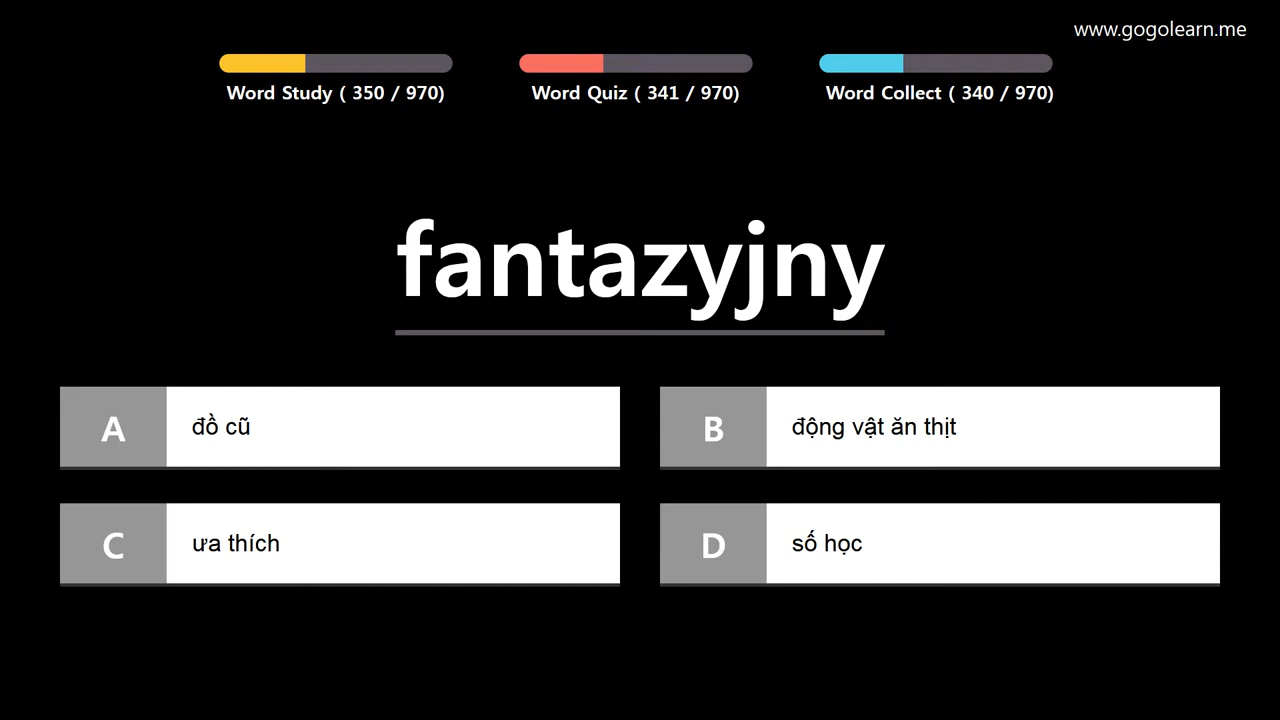 www.gogolearn.me
Word Study ( 350 / 970)
Word Quiz ( 341 / 970)
Word Collect ( 340 / 970)
fantazyjny
A đồ cũ
B động vật ăn thịt
C ưa thích
D số học